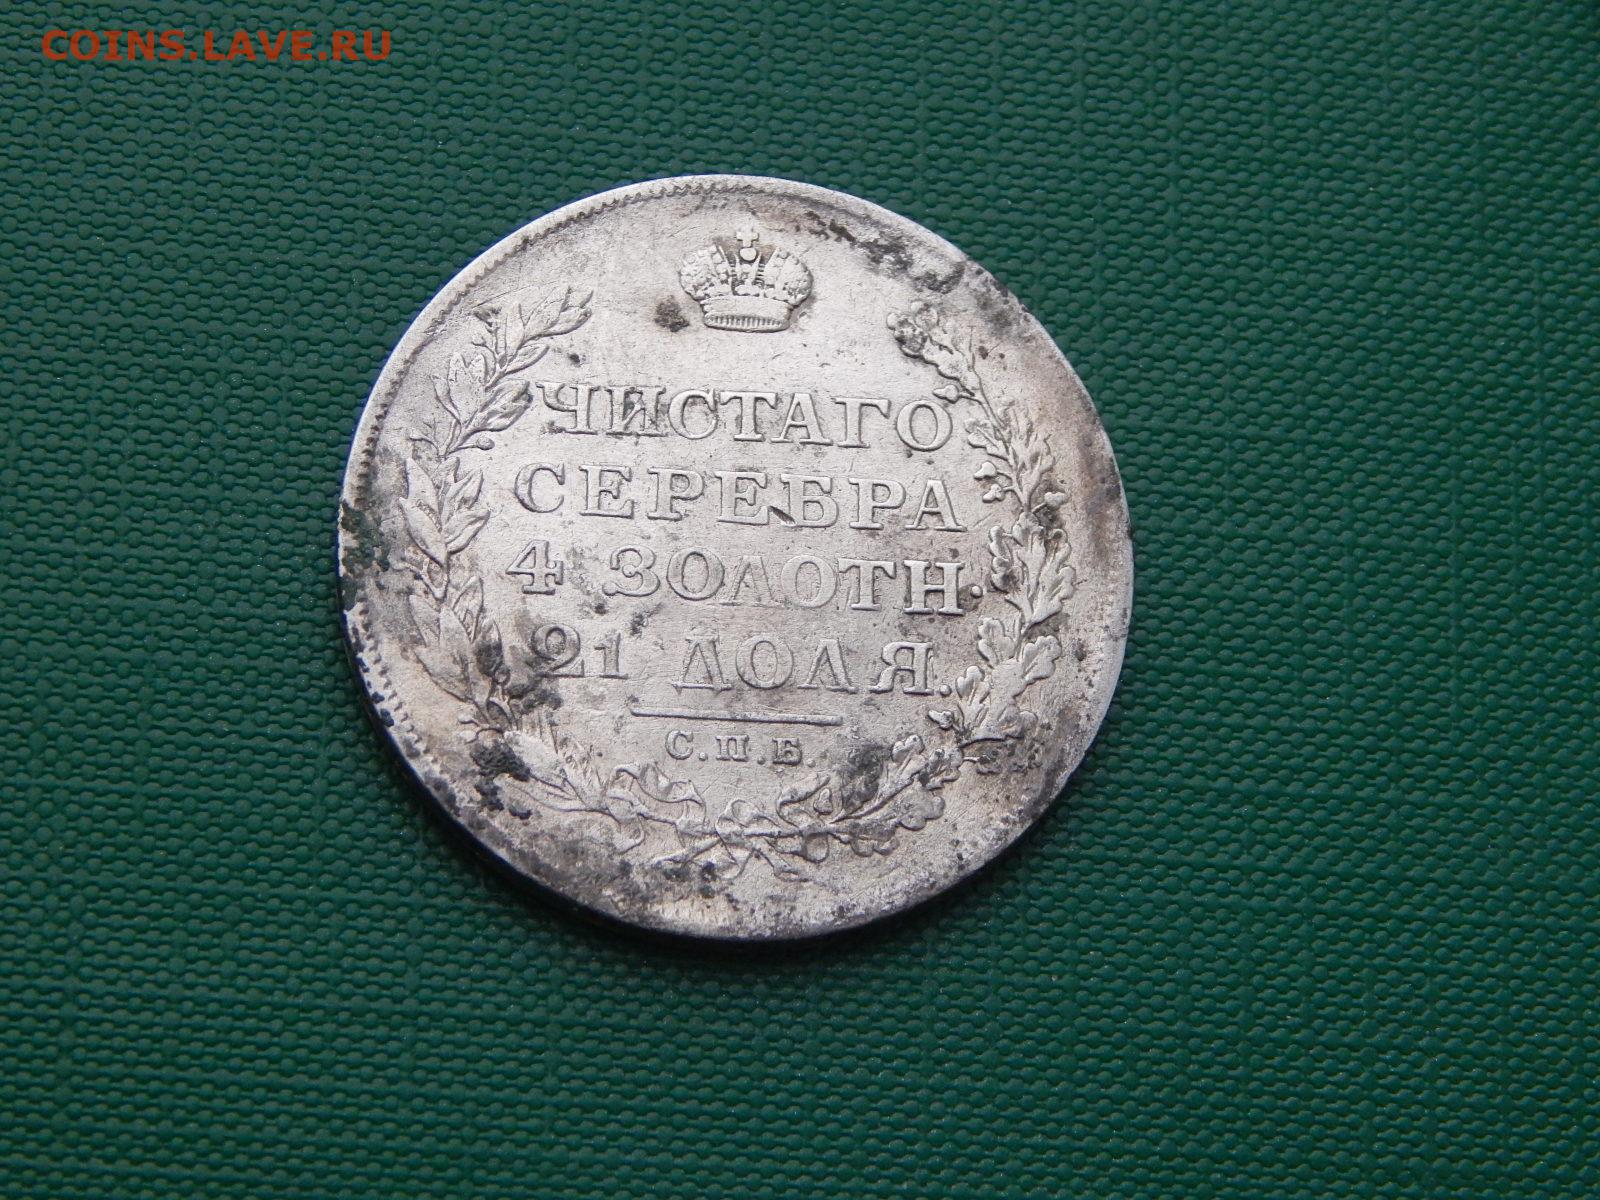 COINS.LAVE.RU
ЧИСТАГО
СЕРЕБРА
4 ЗОЛОТН.
21 ДОЛЯ.
С.П.Б.